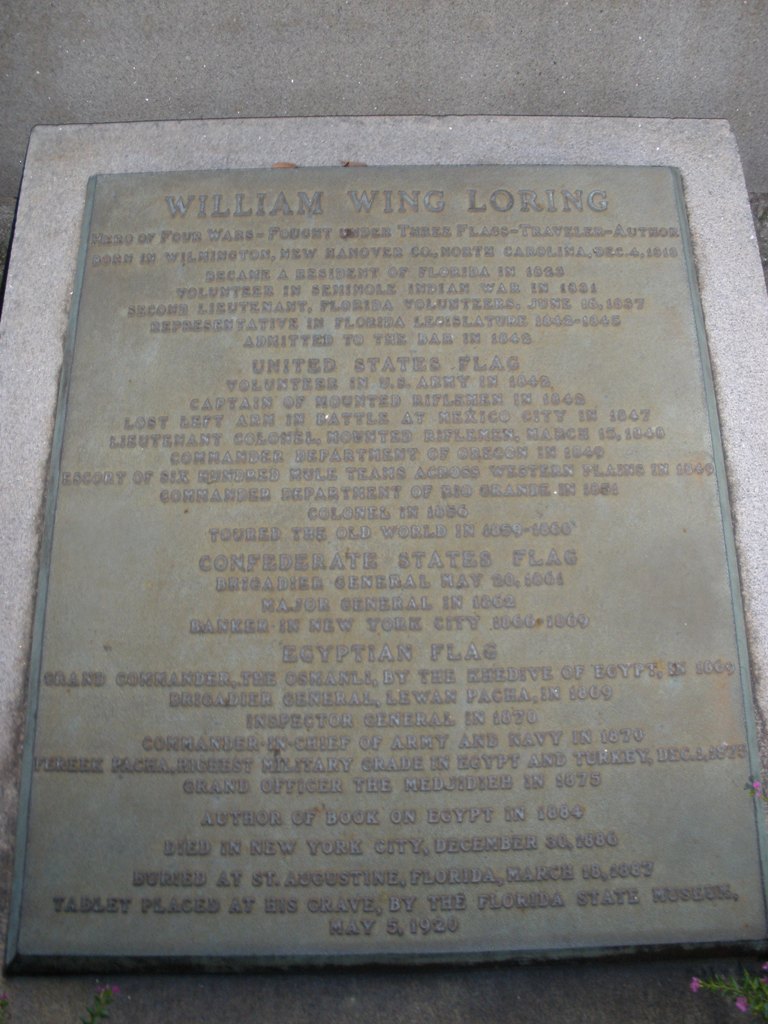 WILLIAM WING LORING
HERO OF FOUR WARS-FOUGHT UNDER THREE FLAGS-TRAVELER-AUTHOR
BORN IN WILMINGTON, NEW HANOVER CO., NORTH CAROLINA, DEC. 4, 1818
BECAME A RESIDENT OF FLORIDA IN 1823
VOLUNTEER IN SEMINOLE INDIAN WAR IN 1831
SECOND LIEUTENANT, FLORIDA VOLUNTEERS, JUNE 16, 1837
REPRESENTATIVE IN FLORIDA LEGISLATURE 1842-1845
ADMITTED TO THE BAR IN 1842
UNITED STATES FLAG
VOLUNTEER IN U.S. ARMY IN 1842,
CAPTAIN OF MOUNTED RIFLEMEN IN 1842
LOST LEFT ARM IN BATTLE AT MEXICO CITY IN 1847
LIEUTENANT COLONEL, MOUNTED RIFLEMEN, MARCH 15, 1848
COMMANDER DEPARTMENT OF OREGON IN 1849
ESCORT OF SIX HUNDRED MULE TEAMS ACROSS WESTERN PLAINS IN 1849
COMMANDER DEPARTMENT OF RIO GRANDE IN 1851
COLONEL IN 1856
TOURED THE OLD WORLD IN 1859-1860
CONFEDERATE STATES FLAG
BRIGADIER GENERAL MAY 20, 1861
MAJOR GENERAL IN 1862
BANKER IN NEW YORK CITY 1866-1869
EGYPTIAN FLAG
GRAND COMMANDER, THE OSMANLI, BY THE KHEDIVE OF EGYPT, IN 1869
BRIGADIER GENERAL, LEWAN PACHA, IN 1869
INSPECTOR GENERAL IN 1870
COMMANDER-IN-CHIEF OF ARMY AND NAVY IN 1870
FEREEK PACHA, HIGHEST MILITARY GRADE IN EGYPT AND TURKEY, DEC. 1, 1875
GRAND OFFICER THE MEDJIDIEH IN 1875
AUTHOR OF BOOK ON EGYPT IN 1884
DIED IN NEW YORK CITY, DECEMBER 30, 1886
BURIED AT ST. AUGUSTINE, FLORIDA, MARCH 18, 1887
TABLET PLACED AT HIS GRAVE, BY THE FLORIDA STATE MUSEUM,
MAY 5, 1920